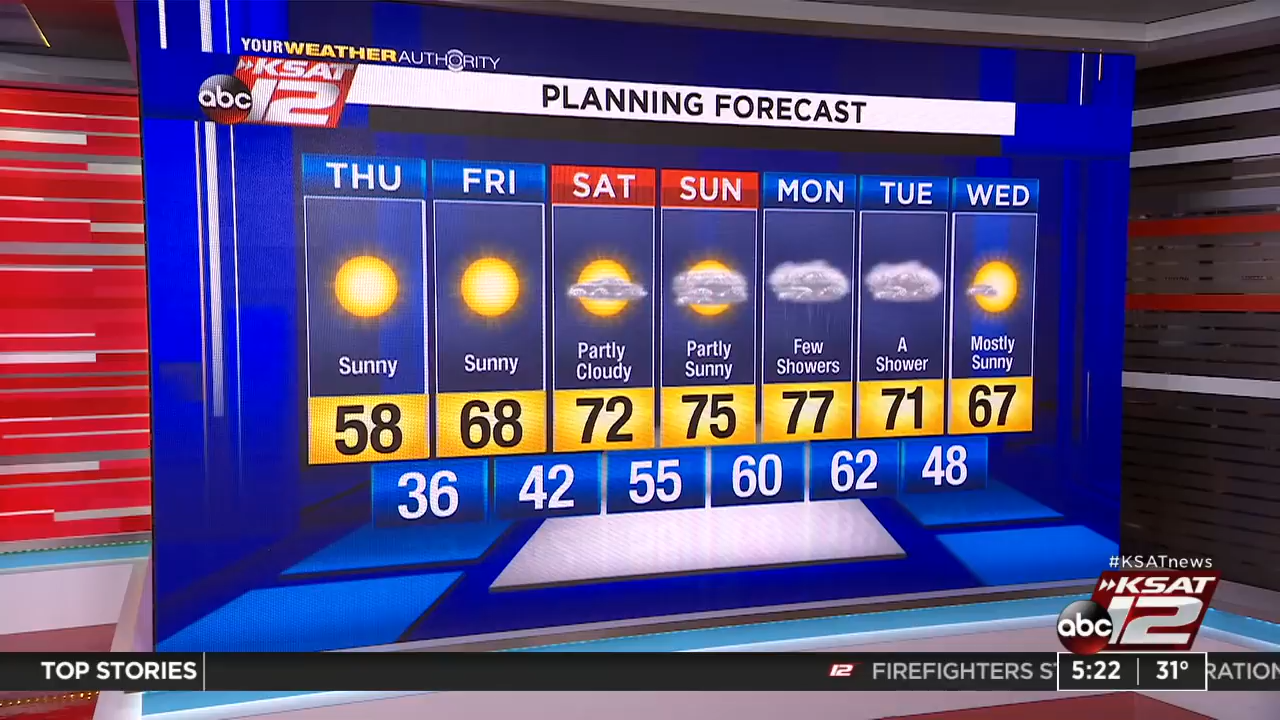 YOURWEATHERAUTHORITY
KSAT
abc 12
PLANNING FORECAST
THU FRI SAT SUN MON TUE WED
Sunny
Sunny
Partly
Cloudy
Partly
Sunny
Few
Showers
A
Shower
Mostly
Sunny
58 68 72 75 77 71 67
36 42 55 60 62 48
#KSATnews
KSAT
abc 12
TOP STORIES
12 FIREFIGHTERS
5:22 31°